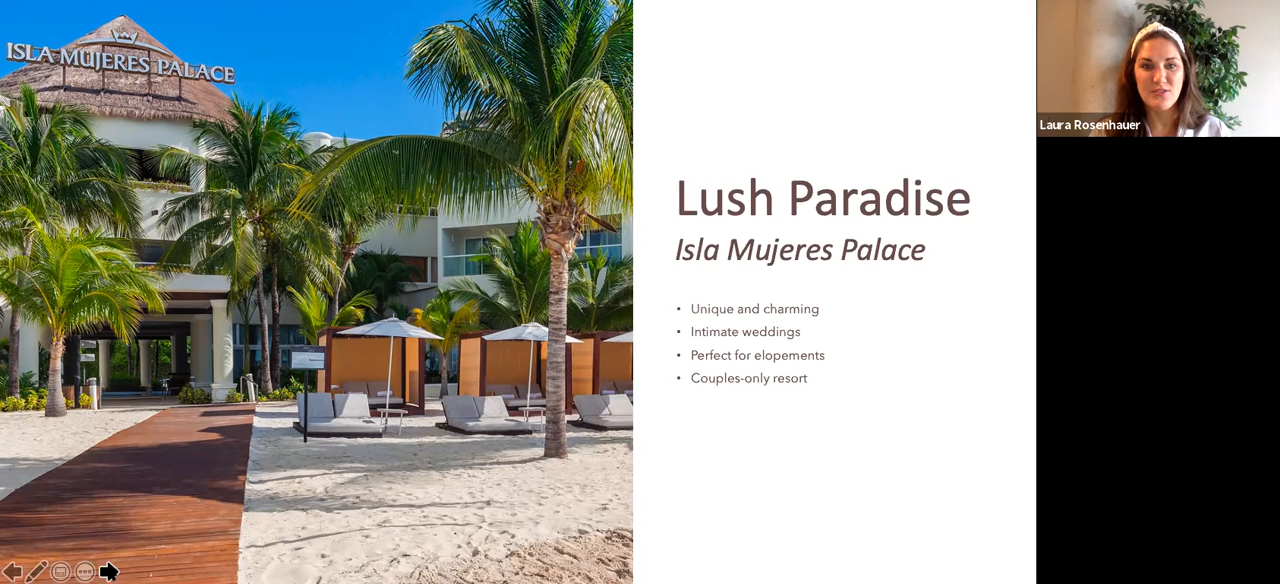 ISLA MUJERES PALACE
Lush Paradise
Isla Mujeres Palace
• Unique and charming
• Intimate weddings
• Perfect for elopements
• Couples-only resort
Laura Rosenhauer